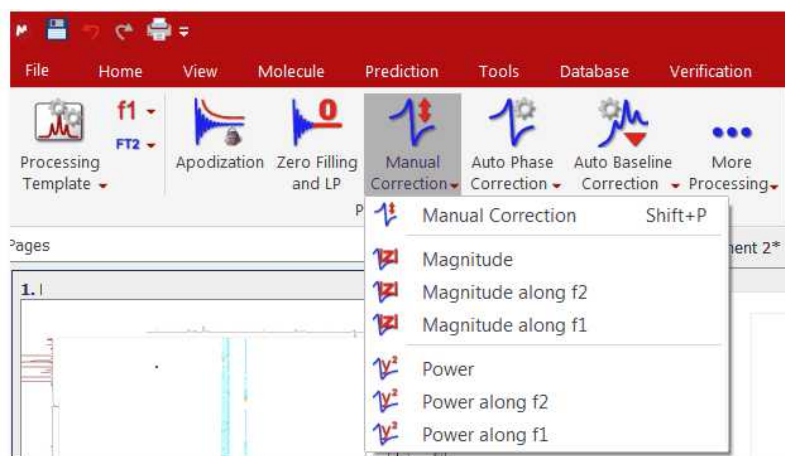 File Home View Molecule Prediction Tools Database Verification
f1
FT2
Processing Template
Apodization
Zero Filling and LP
Manual Correction
Auto Phase Correction
Auto Baseline Correction
More Processing
P
Manual Correction Shift+P
Pages
ment 2*
Magnitude
1.
Magnitude along f2
Magnitude along f1
Power
Power along f2
Power along f1